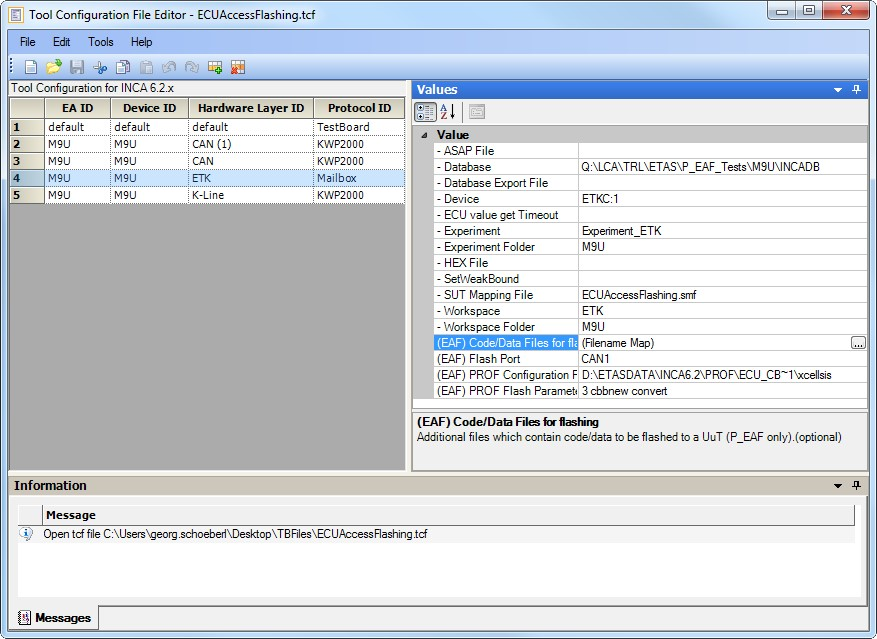 Tool Configuration File Editor - ECUAccessFlashing.tcf
File Edit Tools Help
Tool Configuration for INCA 6.2.x
EA ID Device ID Hardware Layer ID Protocol ID
1 default default default TestBoard
2 M9U M9U CAN (1) KWP2000
3 M9U M9U CAN KWP2000
4 M9U M9U ETK Mailbox
5 M9U M9U K-Line KWP2000
Values
Value
- ASAP File
- Database Q:\LCA\TRL\ETAS\P_EAF_Tests\M9U\INCADB
- Database Export File
- Device ETKC:1
- ECU value get Timeout
- Experiment Experiment_ETK
- Experiment Folder M9U
- HEX File
- SetWeakBound
- SUT Mapping File ECUAccessFlashing.smf
- Workspace ETK
- Workspace Folder M9U
(EAF) Code/Data Files for fla (Filename Map) ...
(EAF) Flash Port CAN1
(EAF) PROF Configuration F D:\ETASDATA\INCA6.2\PROF\ECU_CB~1\xcellsis
(EAF) PROF Flash Paramete 3 cbbnew convert
(EAF) Code/Data Files for flashing
Additional files which contain code/data to be flashed to a UuT (P_EAF only).(optional)
Information
Message
Open tcf file C:\Users\georg.schoeberl\Desktop\TBFiles\ECUAccessFlashing.tcf
Messages